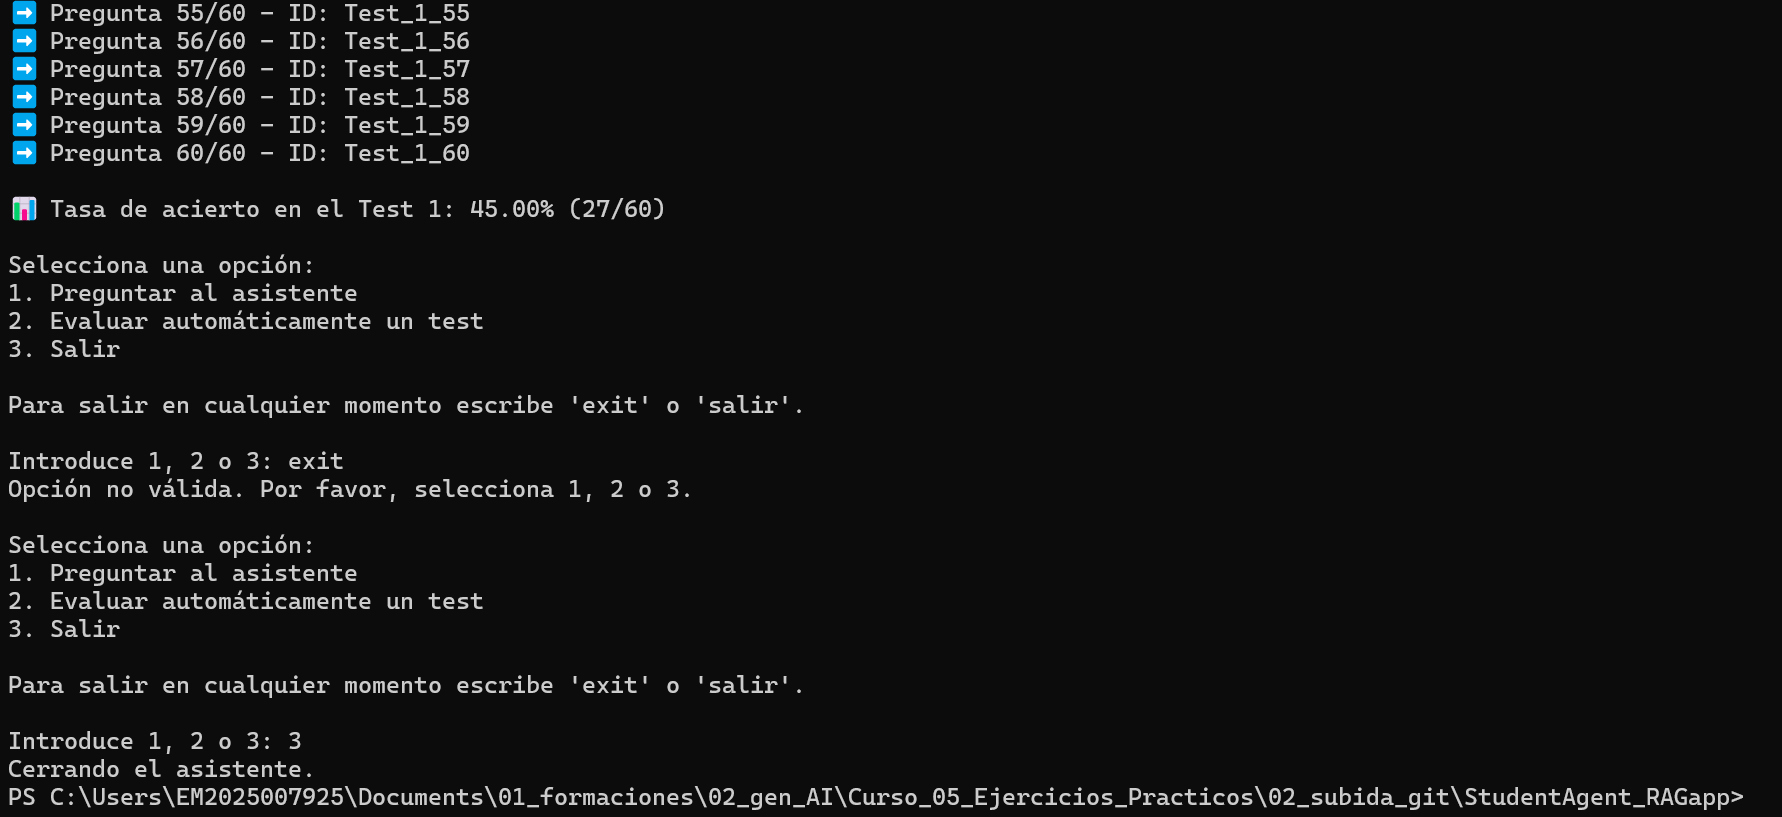 ➡️ Pregunta 55/60 - ID: Test_1_55
➡️ Pregunta 56/60 - ID: Test_1_56
➡️ Pregunta 57/60 - ID: Test_1_57
➡️ Pregunta 58/60 - ID: Test_1_58
➡️ Pregunta 59/60 - ID: Test_1_59
➡️ Pregunta 60/60 - ID: Test_1_60
📊 Tasa de acierto en el Test 1: 45.00% (27/60)
Selecciona una opción:
1. Preguntar al asistente
2. Evaluar automáticamente un test
3. Salir
Para salir en cualquier momento escribe 'exit' o 'salir'.
Introduce 1, 2 o 3: exit
Opción no válida. Por favor, selecciona 1, 2 o 3.
Selecciona una opción:
1. Preguntar al asistente
2. Evaluar automáticamente un test
3. Salir
Para salir en cualquier momento escribe 'exit' o 'salir'.
Introduce 1, 2 o 3: 3
Cerrando el asistente.
PS C:\Users\EM2025007925\Documents\01_formaciones\02_gen_AI\Curso_05_Ejercicios_Practicos\02_subida_git\StudentAgent_RAGapp>